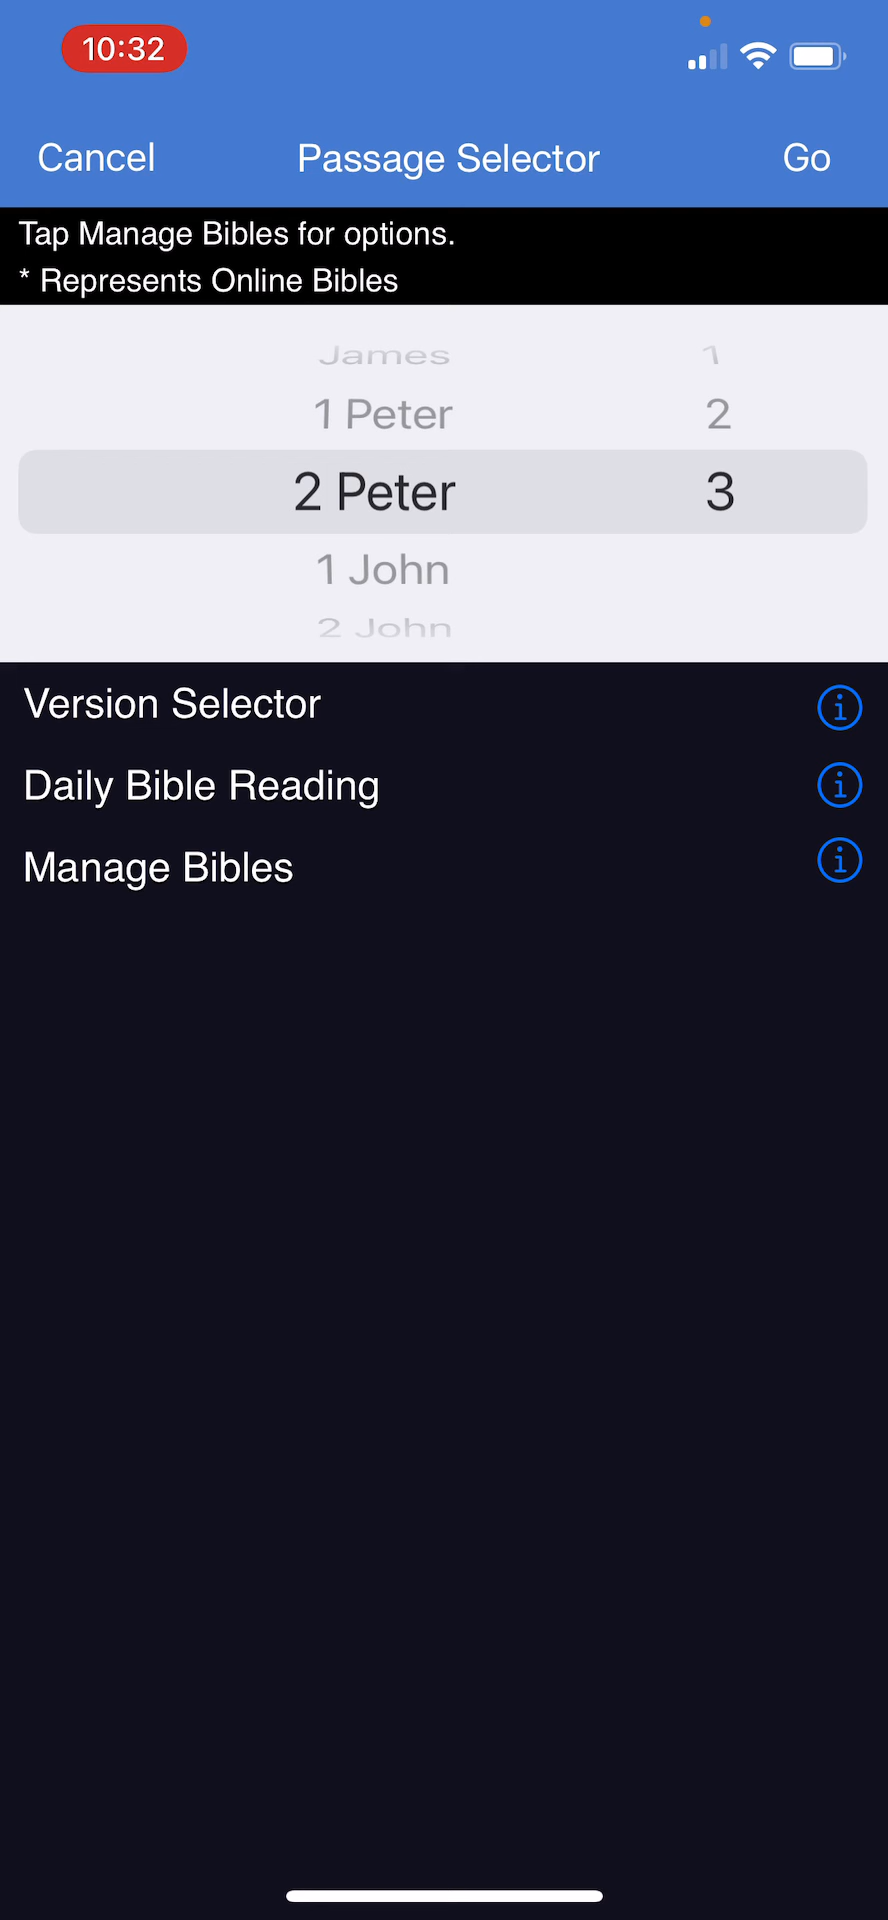 10:32
Cancel Passage Selector Go
Tap Manage Bibles for options.
* Represents Online Bibles
James 1
1 Peter 2
2 Peter 3
1 John
2 John
Version Selector
Daily Bible Reading
Manage Bibles